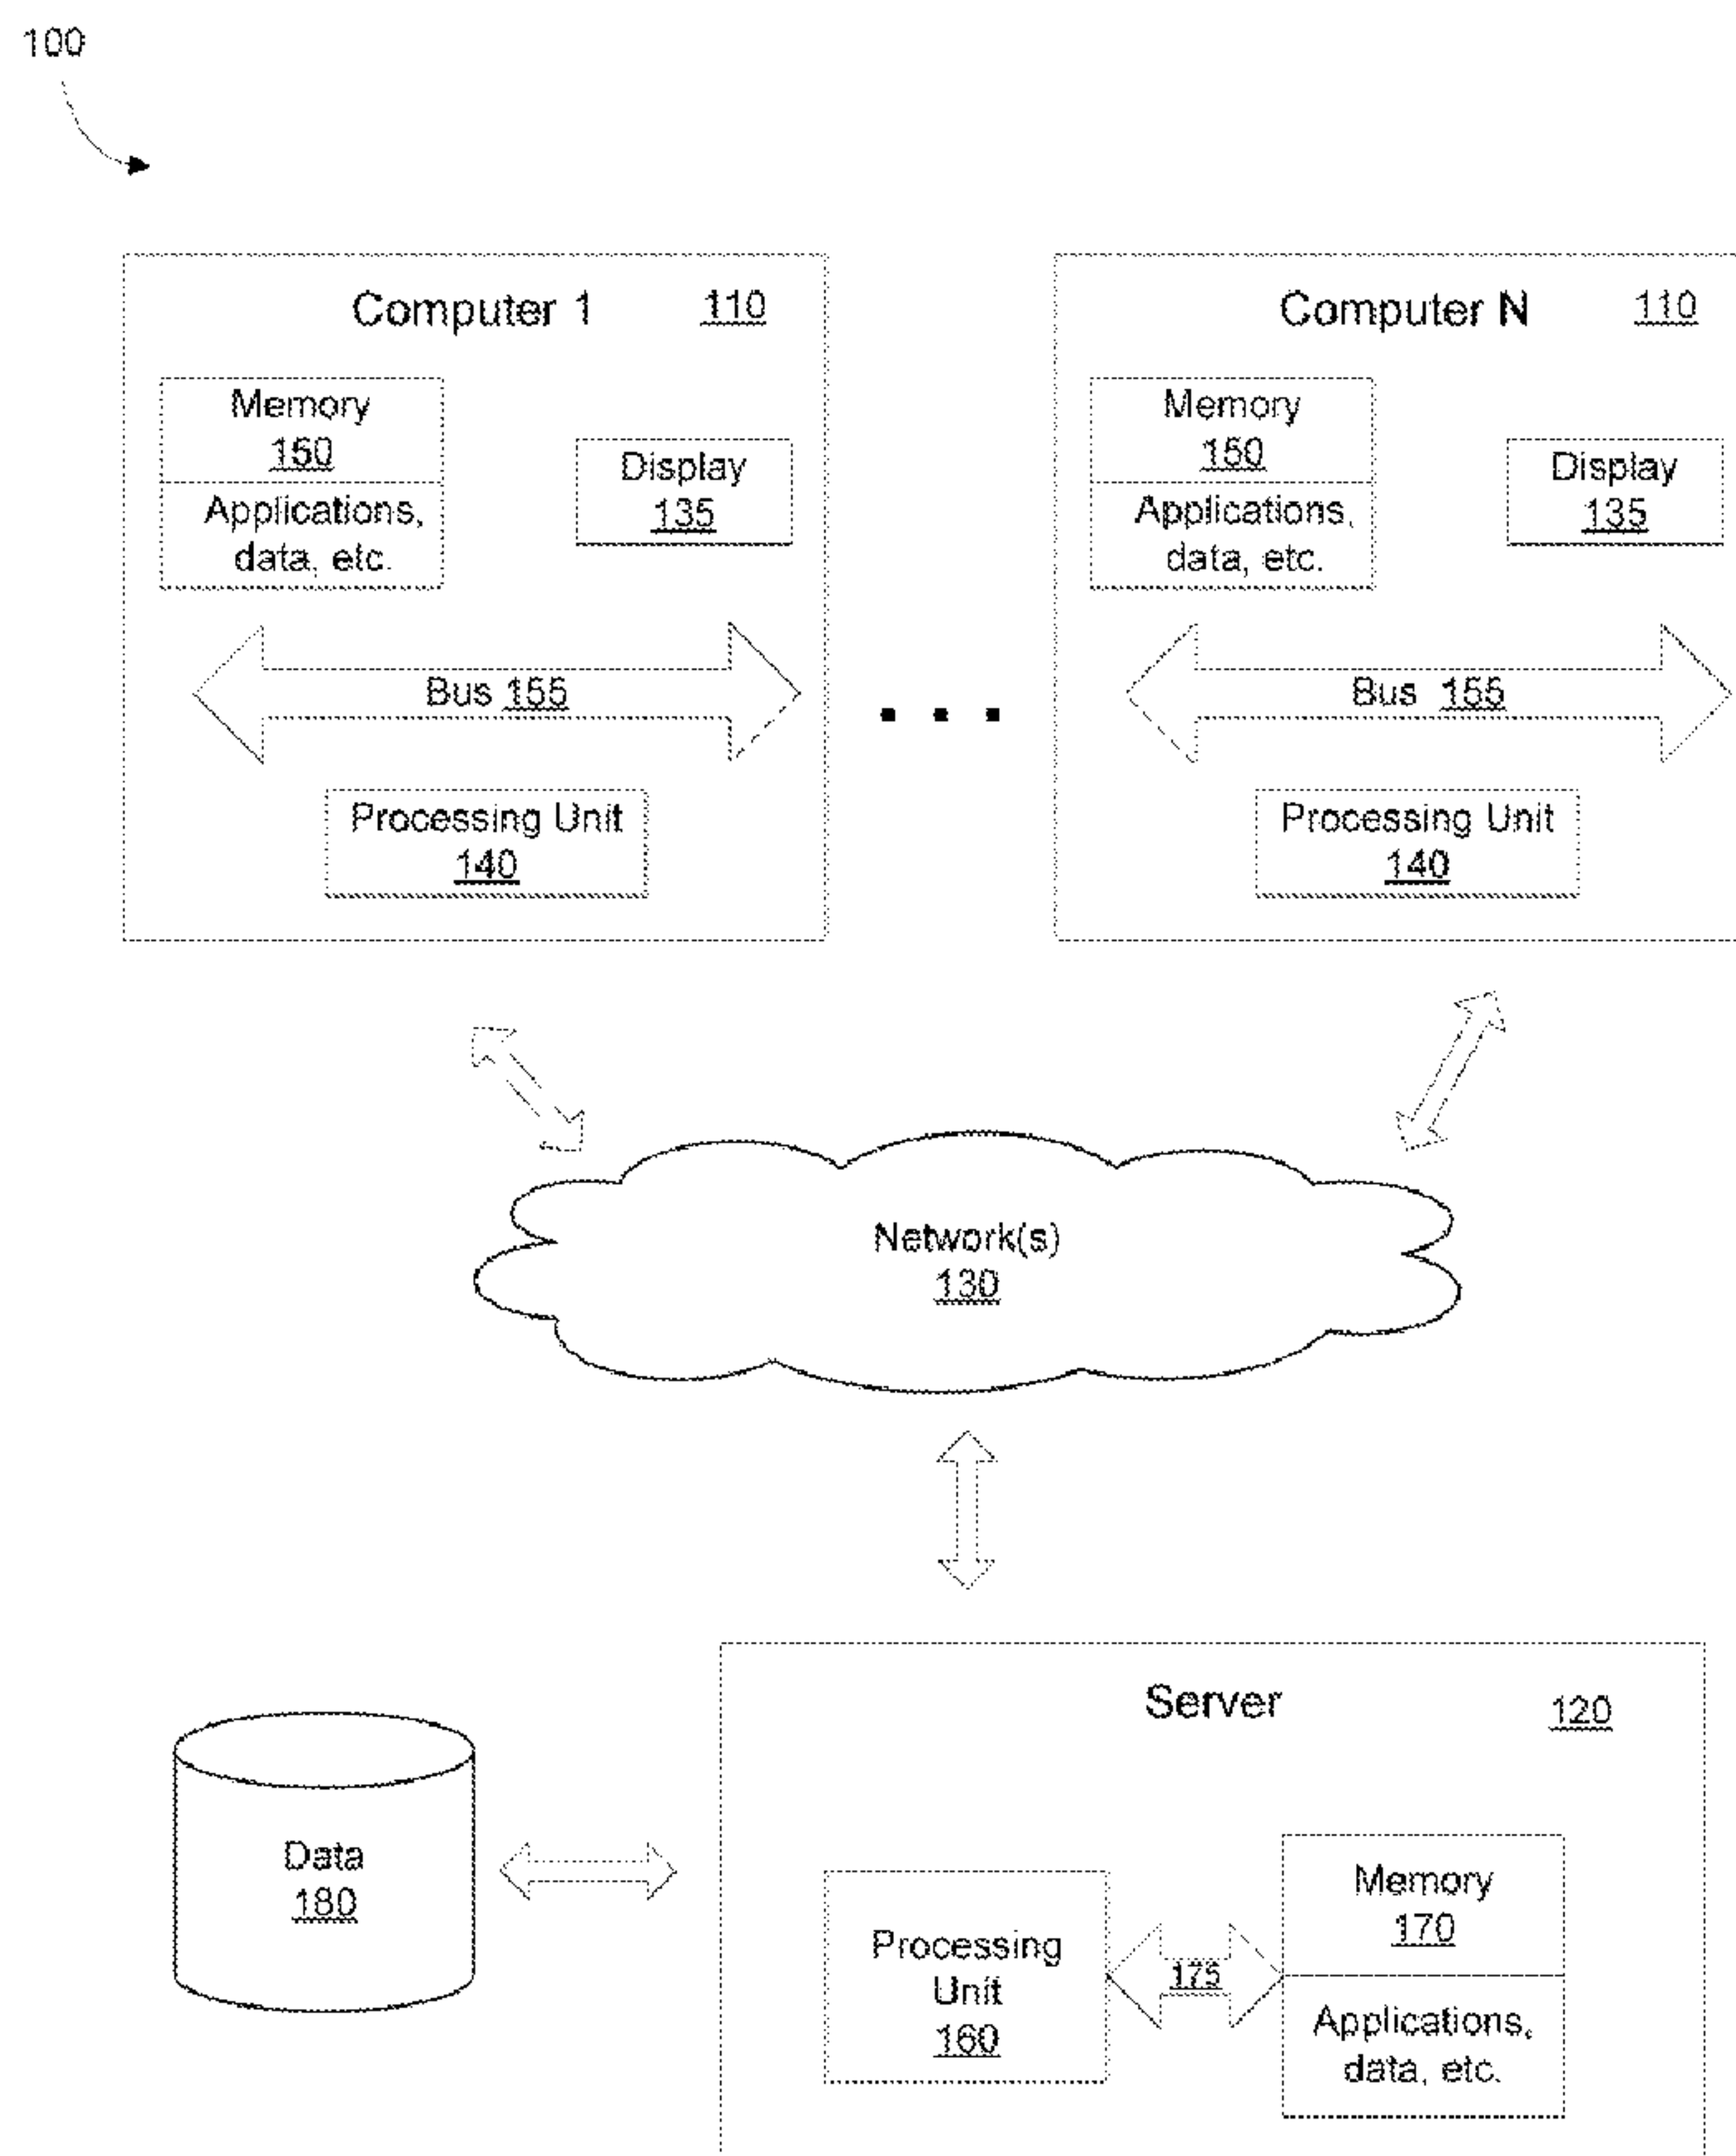 100
Computer 1 110
Memory
150
Applications,
data, etc.
Display
135
Bus 155
Processing Unit
140
. . .
Computer N 110
Memory
150
Applications,
data, etc.
Display
135
Bus 155
Processing Unit
140
Network(s)
130
Data
180
Server 120
Processing
Unit
160
175
Memory
170
Applications,
data, etc.